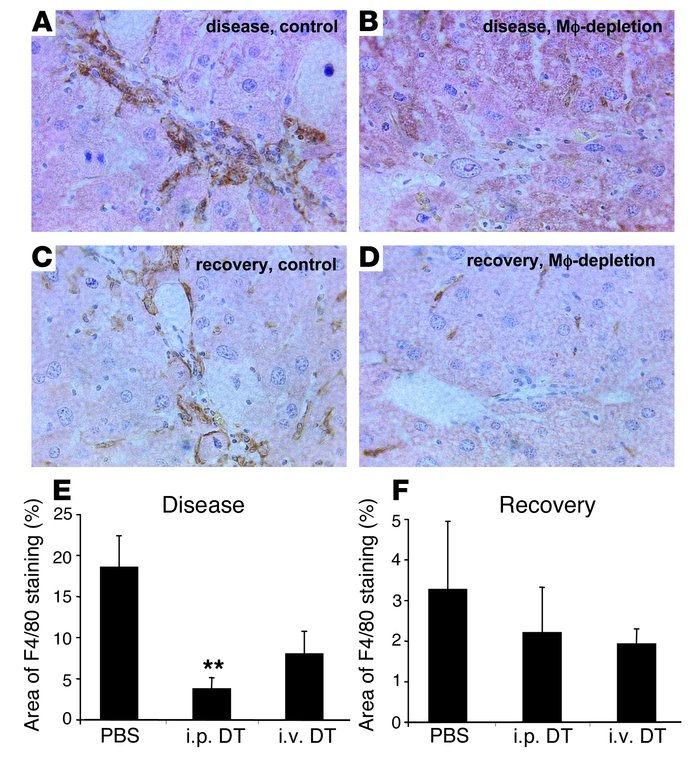 A
disease, control
B
disease, Mϕ-depletion
C
recovery, control
D
recovery, Mϕ-depletion
E
Disease
Area of F4/80 staining (%)
25
20
15
10
5
0
**
PBS
i.p. DT
i.v. DT
F
Recovery
Area of F4/80 staining (%)
5
4
3
2
1
0
PBS
i.p. DT
i.v. DT